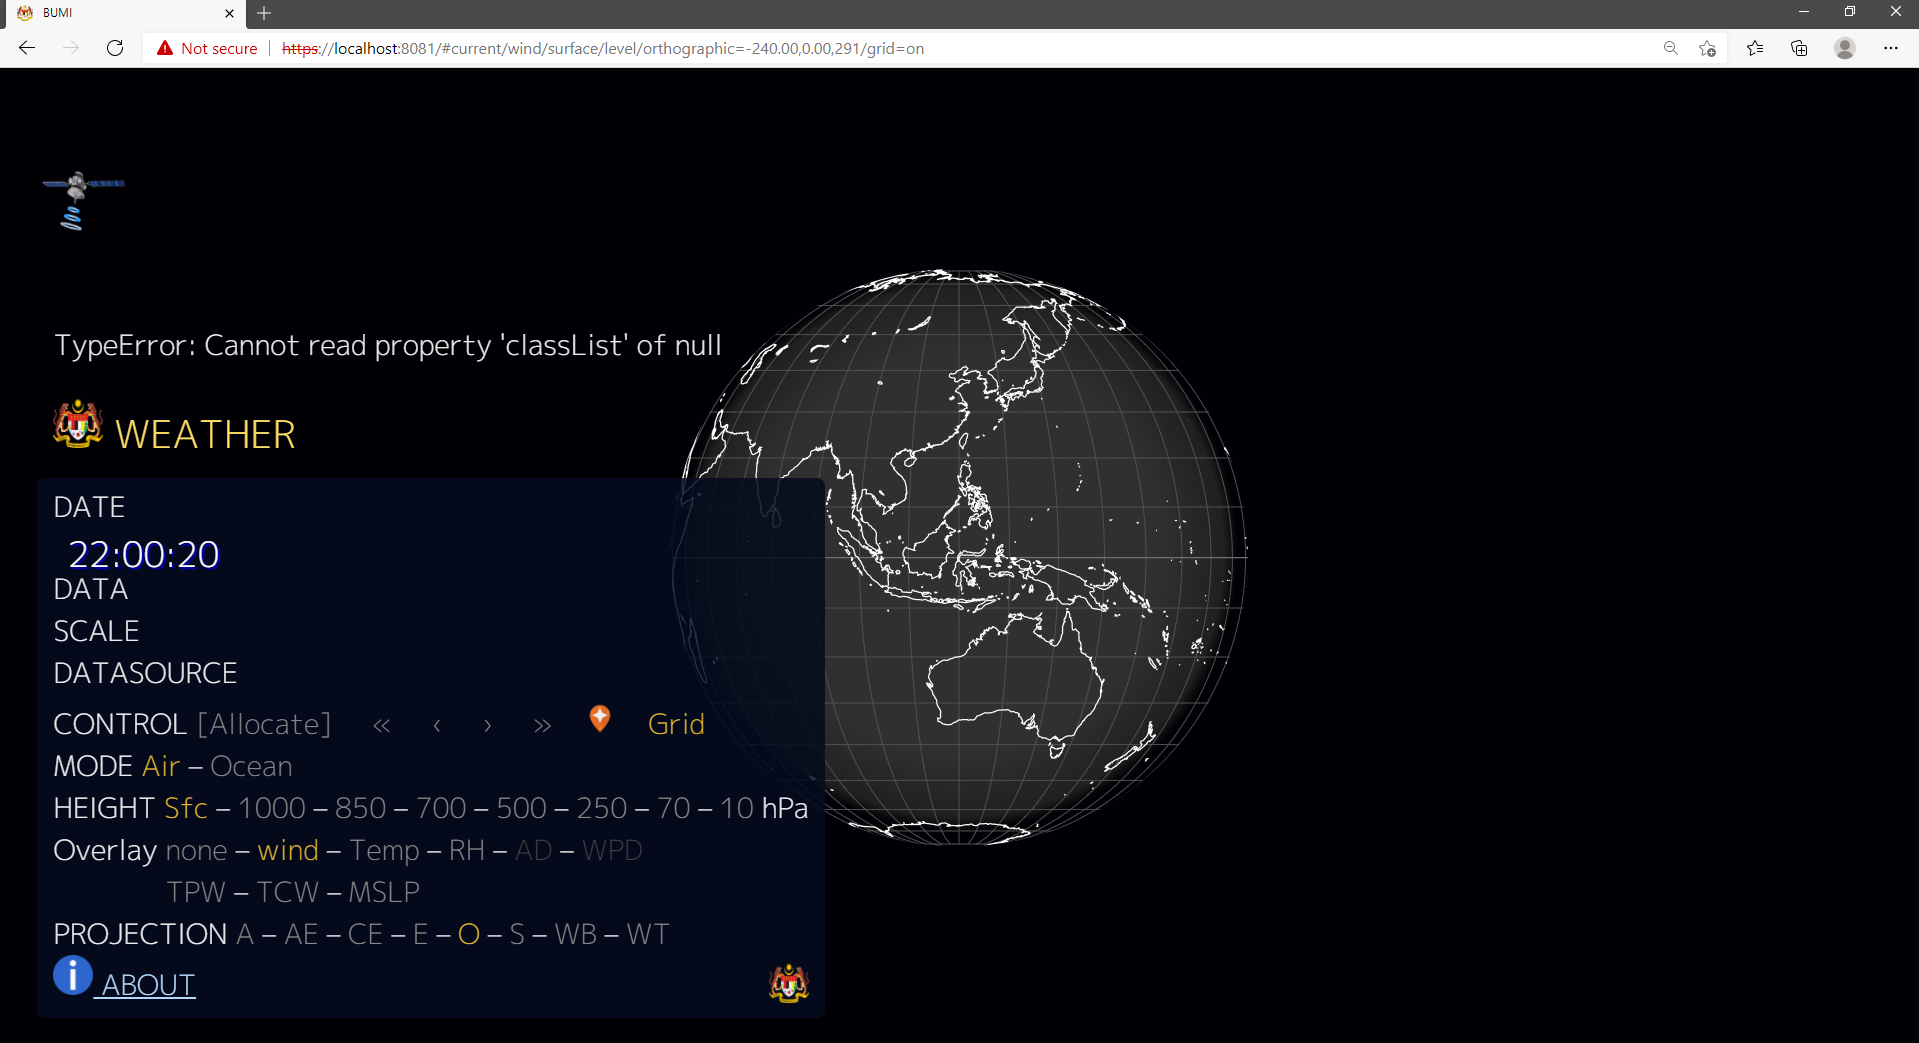 BUMI
Not secure https://localhost:8081/#current/wind/surface/level/orthographic=-240.00,0.00,291/grid=on
TypeError: Cannot read property 'classList' of null
WEATHER
DATE
22:00:20
DATA
SCALE
DATASOURCE
CONTROL [Allocate] « ‹ › » Grid
MODE Air – Ocean
HEIGHT Sfc – 1000 – 850 – 700 – 500 – 250 – 70 – 10 hPa
Overlay none – wind – Temp – RH – AD – WPD
TPW – TCW – MSLP
PROJECTION A – AE – CE – E – O – S – WB – WT
i ABOUT